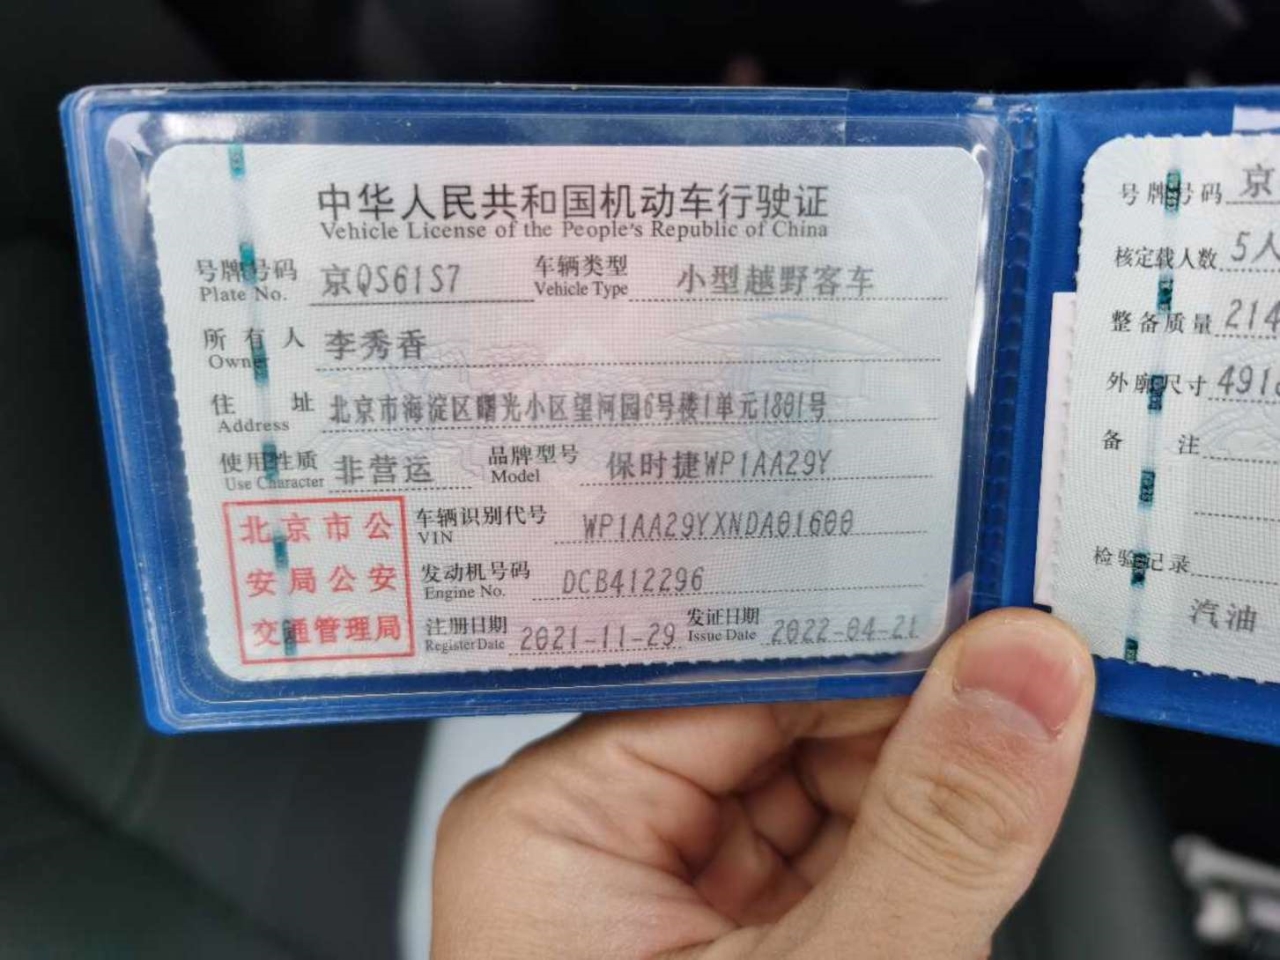 中华人民共和国机动车行驶证
Vehicle License of the People's Republic of China
号牌号码 京QS61S7 车辆类型 小型越野客车
Plate No. Vehicle Type
所有人 李秀香
Owner
住址 北京市海淀区曙光小区望河园6号楼1单元1801号
Address
使用性质 非营运 品牌型号 保时捷WP1AA29Y
Use Character Model
北京市公
安局公安
交通管理局
车辆识别代号 WP1AA29YXNDA01600
VIN
发动机号码 DCB412296
Engine No.
注册日期 2021-11-29 发证日期 2022-04-21
Register Date Issue Date
号牌号码 京
核定载人数 5人
整备质量 214
外廓尺寸 491
备注
检验记录
汽油